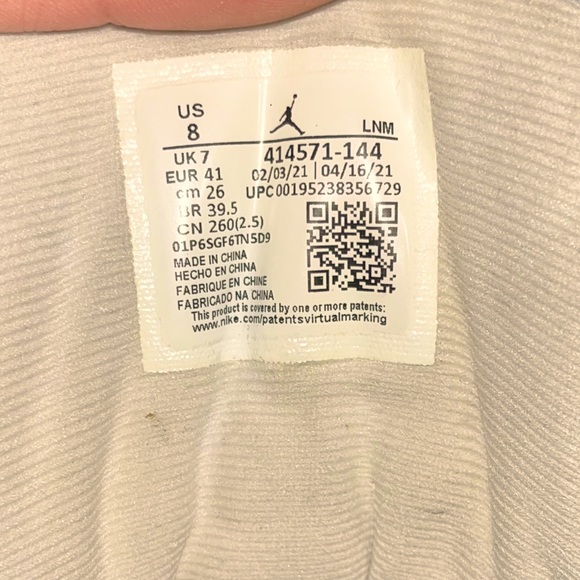 US
8
LNM
UK 7 414571-144
EUR 41 02/03/21 | 04/16/21
cm 26 UPC00195238356729
BR 39.5
CN 260(2.5)
01P6SGF6TN5D9
MADE IN CHINA
HECHO EN CHINA
FABRIQUE EN CHINE
FABRICADO NA CHINA
This product is covered by one or more patents:
www.nike.com/patentsvirtualmarking